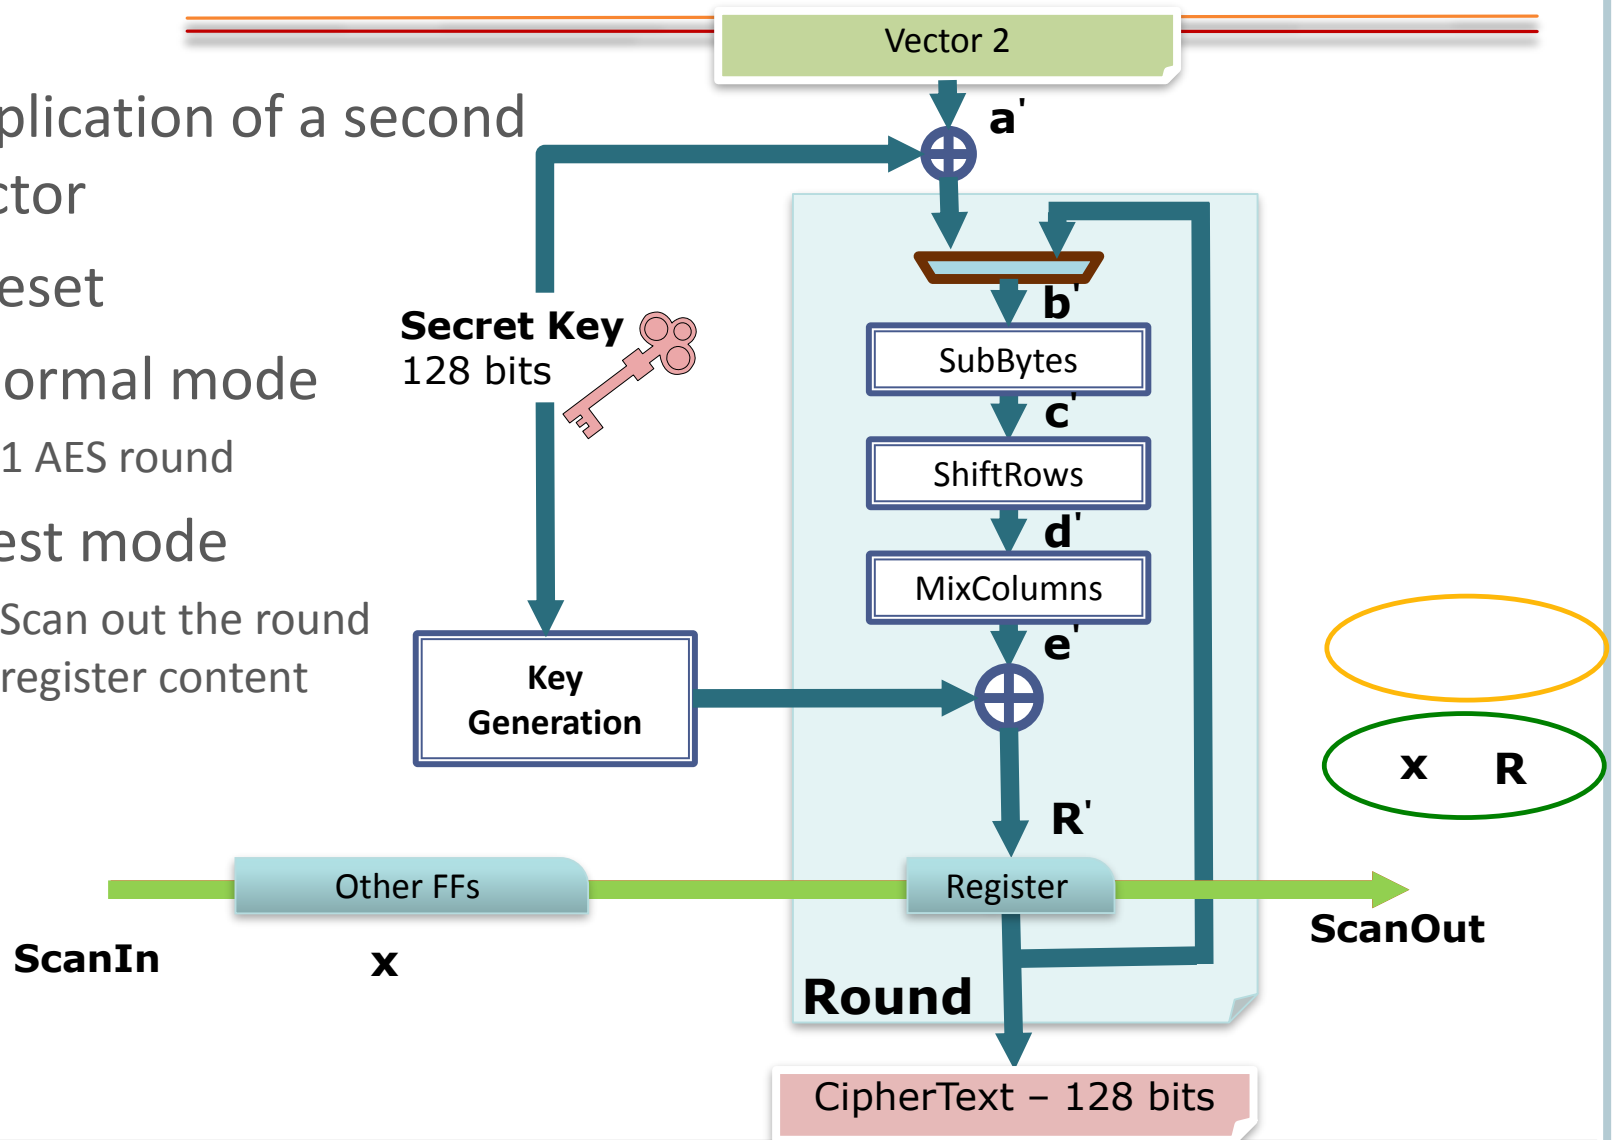 Vector 2
a'
plication of a second
ctor
eset
ormal mode
1 AES round
est mode
Scan out the round
register content
Secret Key
128 bits
b'
SubBytes
c'
ShiftRows
d'
MixColumns
e'
Key
Generation
x R
R'
Other FFs
Register
ScanIn
x
ScanOut
Round
CipherText – 128 bits